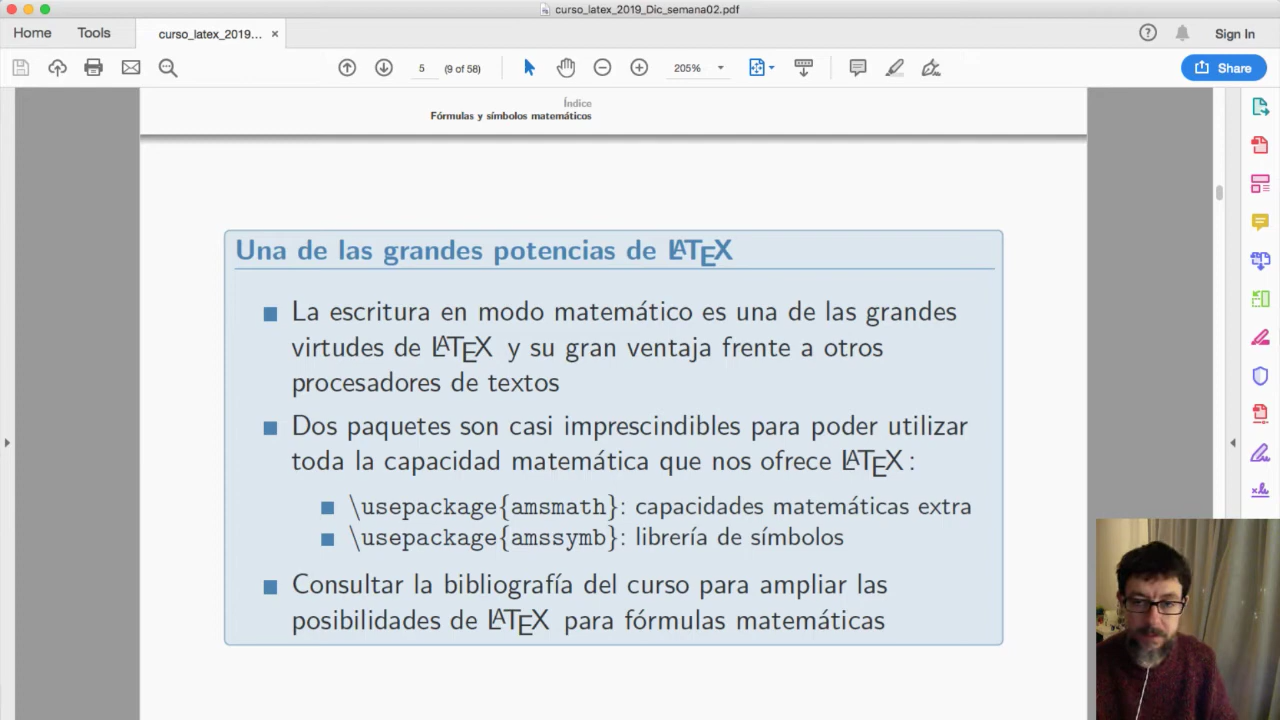 curso_latex_2019_Dic_semana02.pdf
Home Tools curso_latex_2019... × Sign In
5 (9 of 58) 205% Share
Índice
Fórmulas y símbolos matemáticos
Una de las grandes potencias de LATEX
La escritura en modo matemático es una de las grandes
virtudes de LATEX y su gran ventaja frente a otros
procesadores de textos
Dos paquetes son casi imprescindibles para poder utilizar
toda la capacidad matemática que nos ofrece LATEX:
\usepackage{amsmath}: capacidades matemáticas extra
\usepackage{amssymb}: librería de símbolos
Consultar la bibliografía del curso para ampliar las
posibilidades de LATEX para fórmulas matemáticas